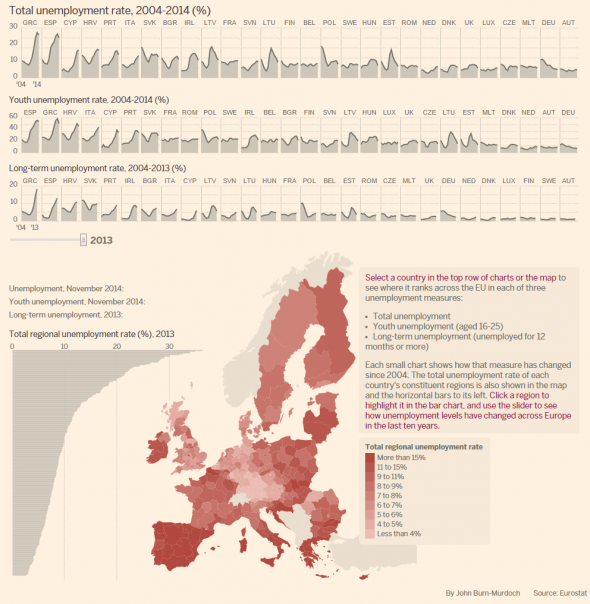 Total unemployment rate, 2004-2014 (%)
30
20
10
0
GRC ESP CYP HRV PRT ITA SVK BGR IRL LTV FRA SVN LTU FIN BEL POL SWE HUN EST ROM NED DNK UK LUX CZE MLT DEU AUT
'04 '14
Youth unemployment rate, 2004-2014 (%)
60
40
20
0
ESP GRC HRV ITA CYP PRT SVK FRA ROM POL SWE IRL BEL BGR FIN SVN LTV HUN LUX UK CZE LTU EST MLT DNK NED AUT DEU
Long-term unemployment rate, 2004-2013 (%)
20
10
0
GRC ESP HRV SVK PRT IRL BGR ITA CYP LTV LTU SVN HUN FRA POL BEL EST ROM CZE MLT UK DEU NED DNK LUX FIN SWE AUT
'04 '13
2013
Unemployment, November 2014:
Youth unemployment, November 2014:
Long-term unemployment, 2013:
Total regional unemployment rate (%), 2013
0 10 20 30
Select a country in the top row of charts or the map to
see where it ranks across the EU in each of three
unemployment measures:
• Total unemployment
• Youth unemployment (aged 16-25)
• Long-term unemployment (unemployed for 12
months or more)
Each small chart shows how that measure has changed
since 2004. The total unemployment rate of each
country's constituent regions is also shown in the map
and the horizontal bars to its left. Click a region to
highlight it in the bar chart, and use the slider to see
how unemployment levels have changed across Europe
in the last ten years.
Total regional unemployment rate
More than 15%
11 to 15%
9 to 11%
8 to 9%
7 to 8%
6 to 7%
5 to 6%
4 to 5%
Less than 4%
By John Burn-Murdoch Source: Eurostat